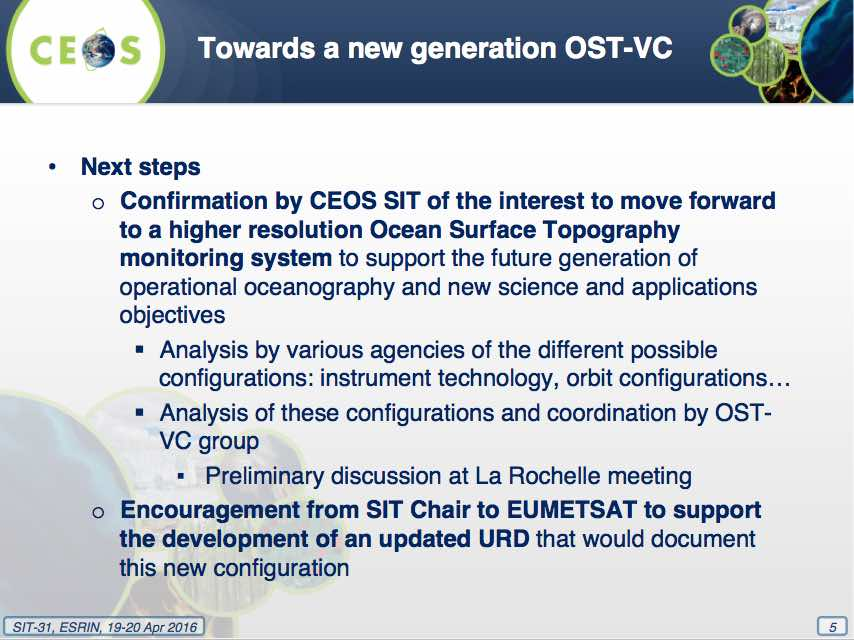 CEOS
Towards a new generation OST-VC
• Next steps
o Confirmation by CEOS SIT of the interest to move forward
to a higher resolution Ocean Surface Topography
monitoring system to support the future generation of
operational oceanography and new science and applications
objectives
▪ Analysis by various agencies of the different possible
configurations: instrument technology, orbit configurations…
▪ Analysis of these configurations and coordination by OST-
VC group
▪ Preliminary discussion at La Rochelle meeting
o Encouragement from SIT Chair to EUMETSAT to support
the development of an updated URD that would document
this new configuration
SIT-31, ESRIN, 19-20 Apr 2016
5